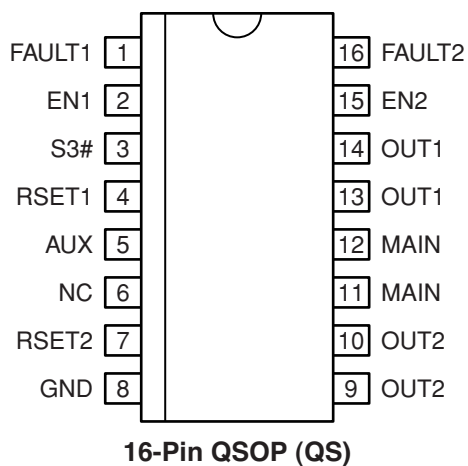 FAULT1 1 16 FAULT2
EN1 2 15 EN2
S3# 3 14 OUT1
RSET1 4 13 OUT1
AUX 5 12 MAIN
NC 6 11 MAIN
RSET2 7 10 OUT2
GND 8 9 OUT2
16-Pin QSOP (QS)